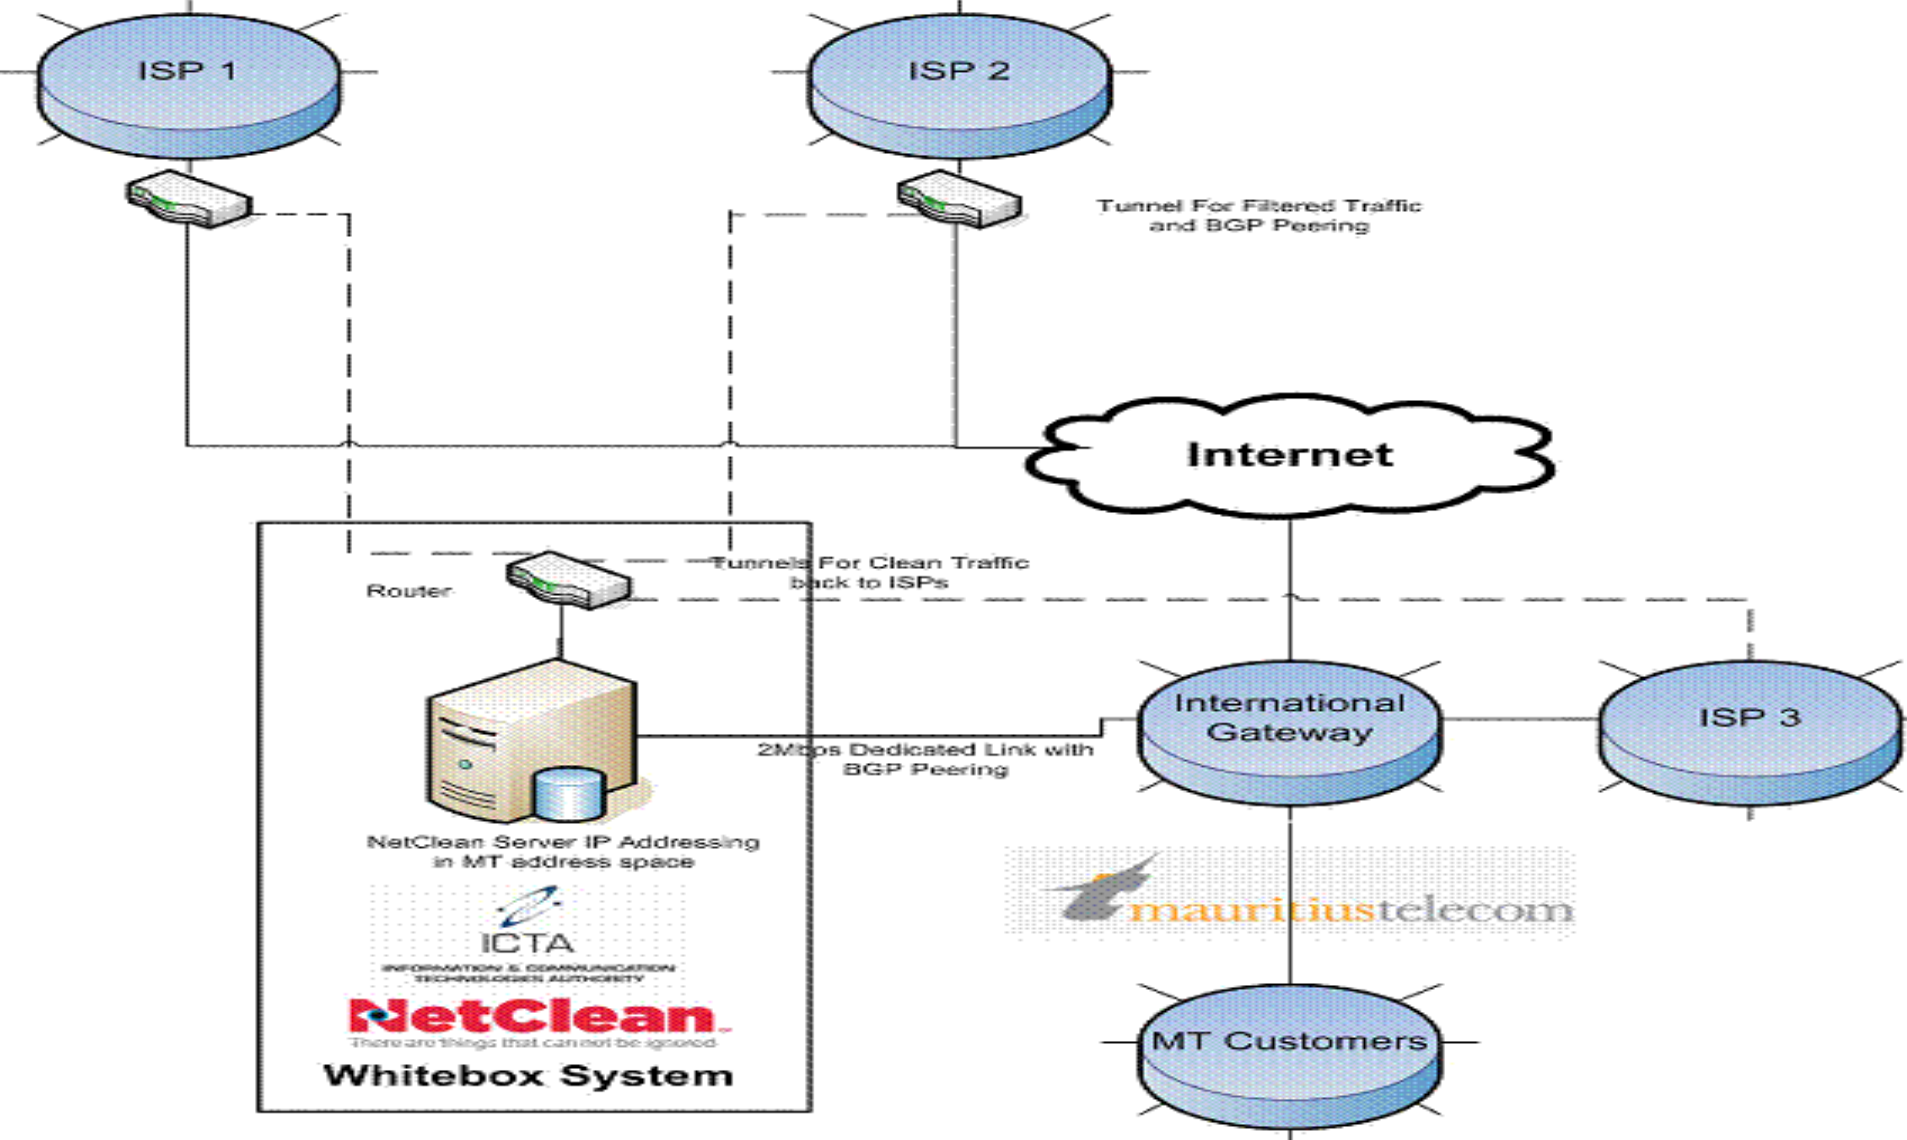 ISP 1
ISP 2
Tunnel For Filtered Traffic
and BGP Peering
Internet
Router
Tunnels For Clean Traffic
back to ISPs
International
Gateway
ISP 3
2Mbps Dedicated Link with
BGP Peering
NetClean Server IP Addressing
in MT address space
mauritiustelecom
ICTA
INFORMATION & COMMUNICATION
TECHNOLOGIES AUTHORITY
NetClean
There are things that can not be ignored
Whitebox System
MT Customers